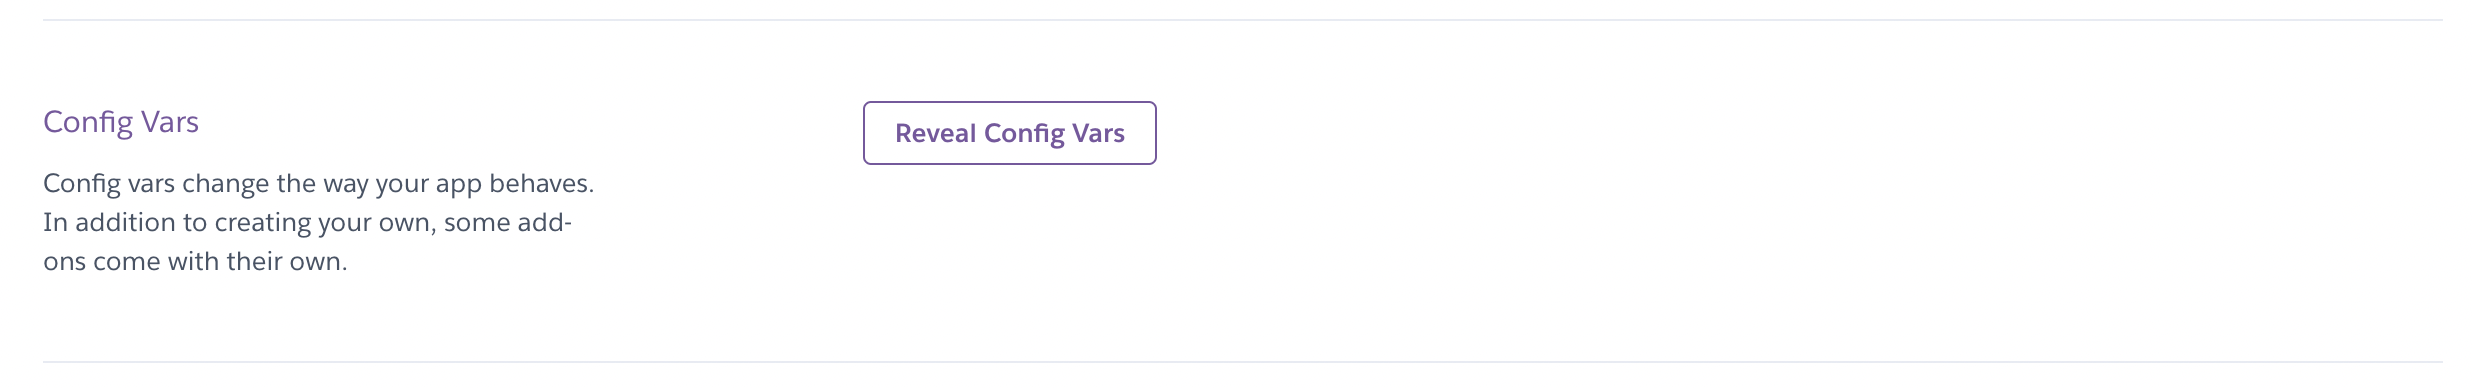 Config Vars
Reveal Config Vars
Config vars change the way your app behaves.
In addition to creating your own, some add-
ons come with their own.